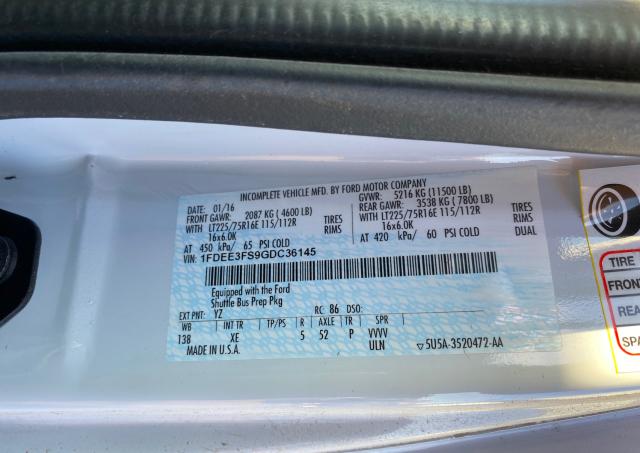 INCOMPLETE VEHICLE MFD. BY FORD MOTOR COMPANY
DATE: 01/16 GVWR: 5216 KG (11500 LB)
FRONT GAWR: 2087 KG (4600 LB) REAR GAWR: 3538 KG (7800 LB)
WITH LT225/75R16E 115/112R TIRES WITH LT225/75R16E 115/112R TIRES
16x6.0K RIMS 16x6.0K RIMS
AT 450 kPa/ 65 PSI COLD AT 420 kPa/ 60 PSI COLD DUAL
VIN: 1FDEE3FS9GDC36145
Equipped with the Ford
Shuttle Bus Prep Pkg
EXT PNT: YZ RC: 86 DSO:
WB INT TR TP/PS R AXLE TR SPR
138 XE 5 52 P VVVV
MADE IN U.S.A. ULN ▽5U5A-3520472-AA
TIRE
FRONT
REA
SPA